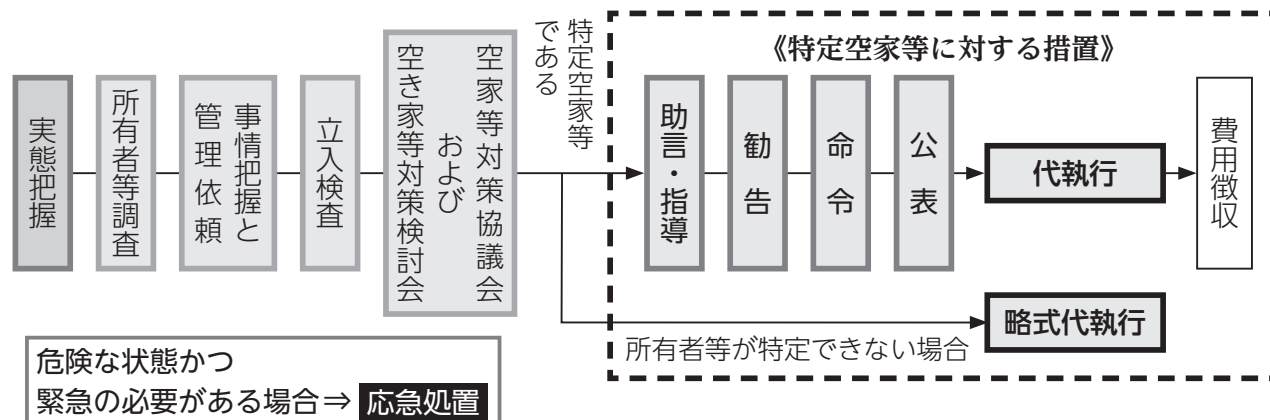 実態把握
所有者等調査
事情把握と
管理依頼
立入検査
空家等対策協議会
および
空き家等対策検討会
特定空家等
である
《特定空家等に対する措置》
助言・指導
勧告
命令
公表
代執行
費用徴収
略式代執行
所有者等が特定できない場合
危険な状態かつ
緊急の必要がある場合⇒ 応急処置